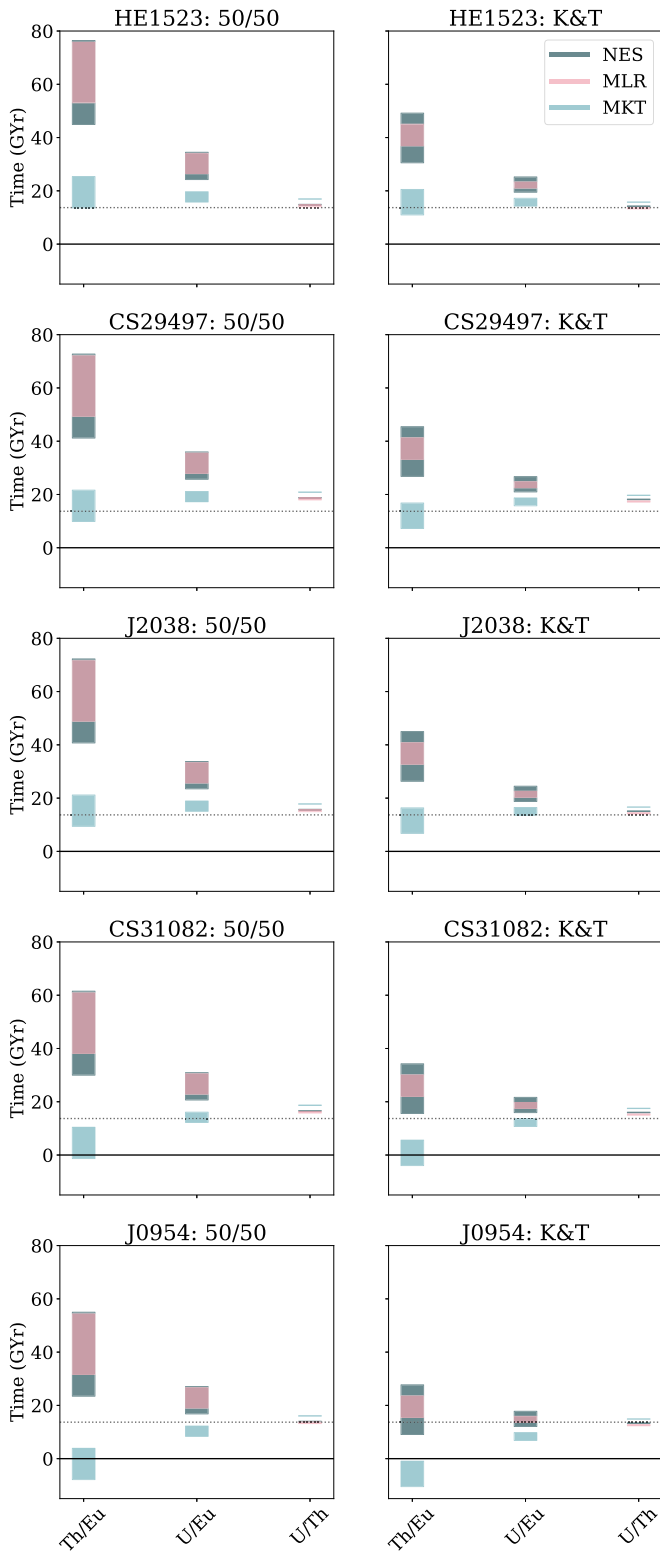 HE1523: 50/50
HE1523: K&T
80
60
40
20
0
Time (GYr)
NES
MLR
MKT
CS29497: 50/50
CS29497: K&T
80
60
40
20
0
Time (GYr)
J2038: 50/50
J2038: K&T
80
60
40
20
0
Time (GYr)
CS31082: 50/50
CS31082: K&T
80
60
40
20
0
Time (GYr)
J0954: 50/50
J0954: K&T
80
60
40
20
0
Time (GYr)
Th/Eu
U/Eu
U/Th
Th/Eu
U/Eu
U/Th